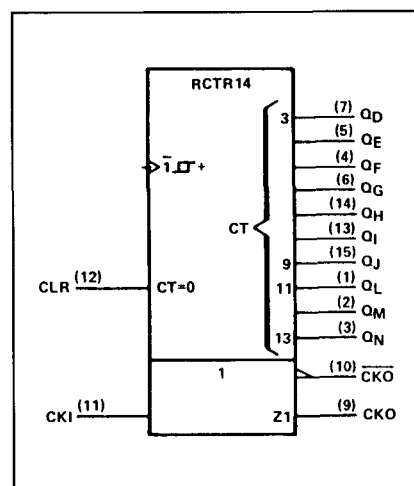 RCTR14
3 (7) QD
(5) QE
1 + (4) QF
(6) QG
(14) QH
CT (13) QI
9 (15) QJ
CLR (12) CT=0 11 (1) QL
(2) QM
13 (3) QN
1
(10) CKO
CKI (11) Z1 (9) CKO